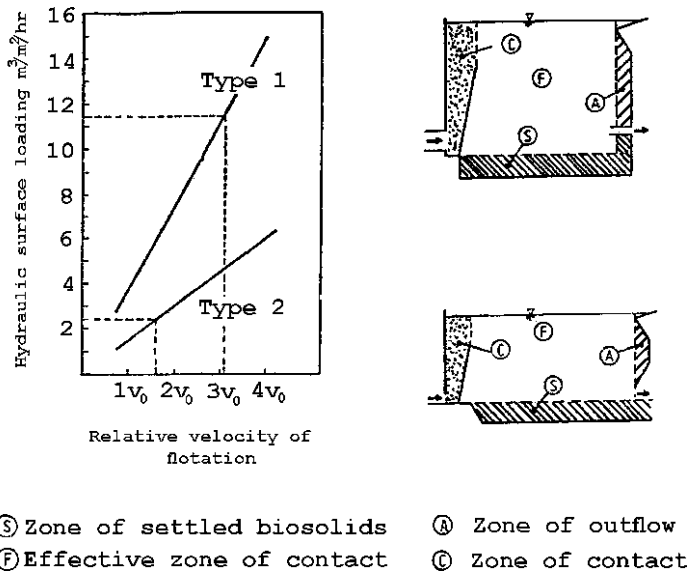 Hydraulic surface loading m³/m²/hr
16
14
12
10
8
6
4
2
Type 1
Type 2
1v₀ 2v₀ 3v₀ 4v₀
Relative velocity of
flotation
C
F
A
S
F
C
A
S
Ⓢ Zone of settled biosolids
Ⓕ Effective zone of contact
Ⓐ Zone of outflow
Ⓒ Zone of contact